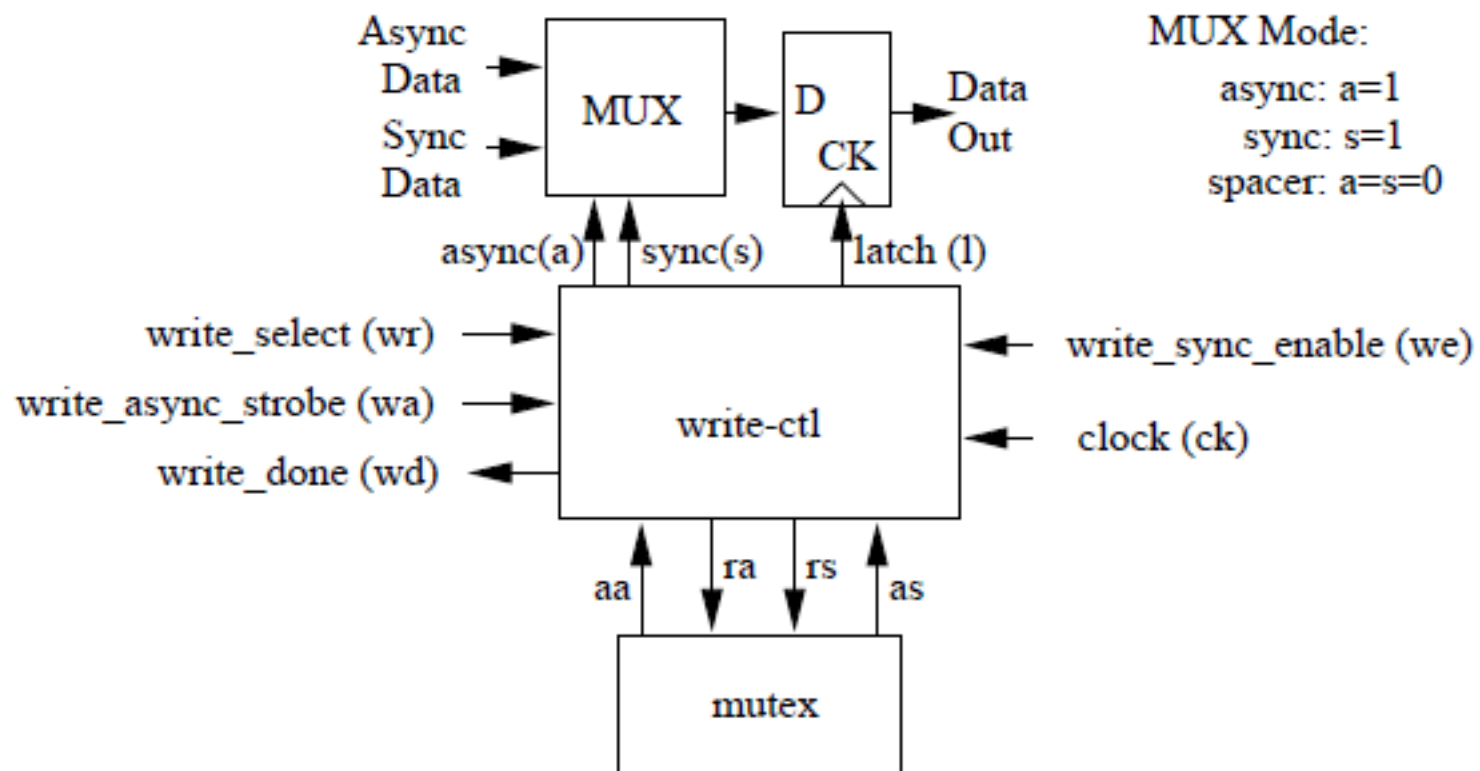 Async
Data
Sync
Data
MUX
D
CK
Data
Out
MUX Mode:
async: a=1
sync: s=1
spacer: a=s=0
async(a)
sync(s)
latch (l)
write_select (wr)
write_async_strobe (wa)
write_done (wd)
write-ctl
write_sync_enable (we)
clock (ck)
aa
ra
rs
as
mutex